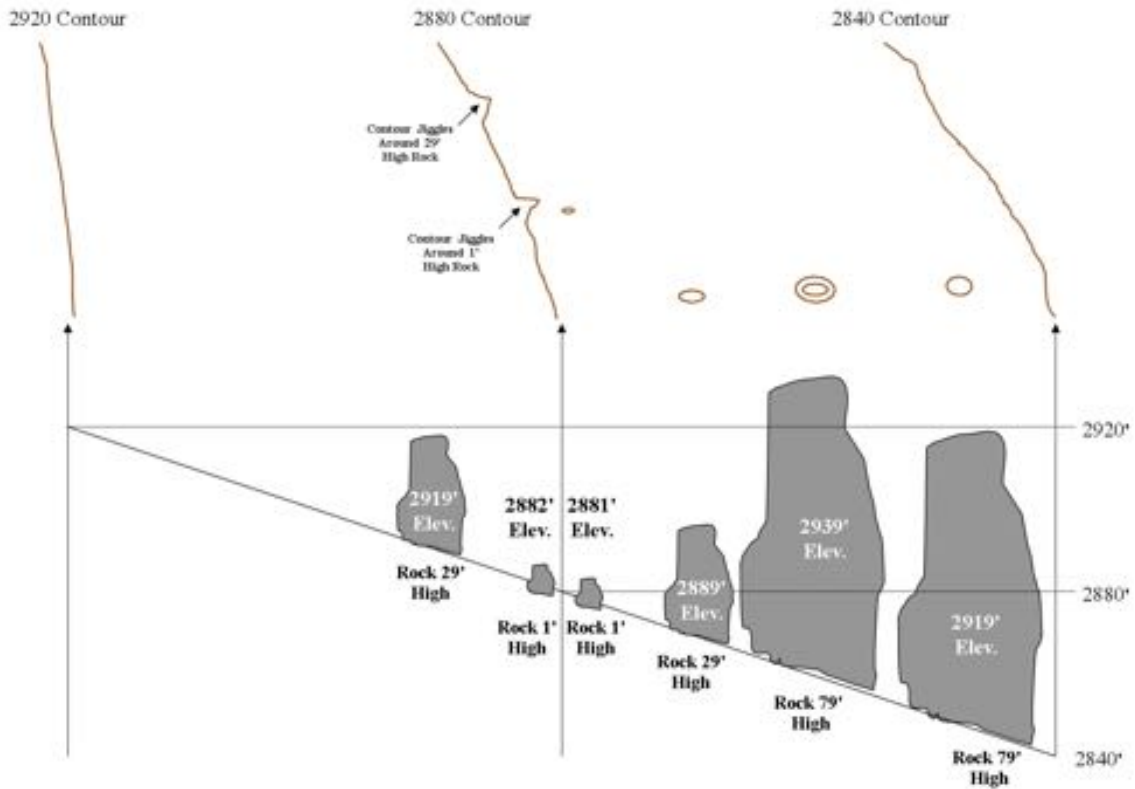 2920 Contour
2880 Contour
2840 Contour
Contour Jiggles
Around 29'
High Rock
Contour Jiggles
Around 1'
High Rock
2920'
2919'
Elev.
2882'
Elev.
2881'
Elev.
2939'
Elev.
Rock 29'
High
2889'
Elev.
2880'
Rock 1'
High
Rock 1'
High
2919'
Elev.
Rock 29'
High
Rock 79'
High
2840'
Rock 79'
High